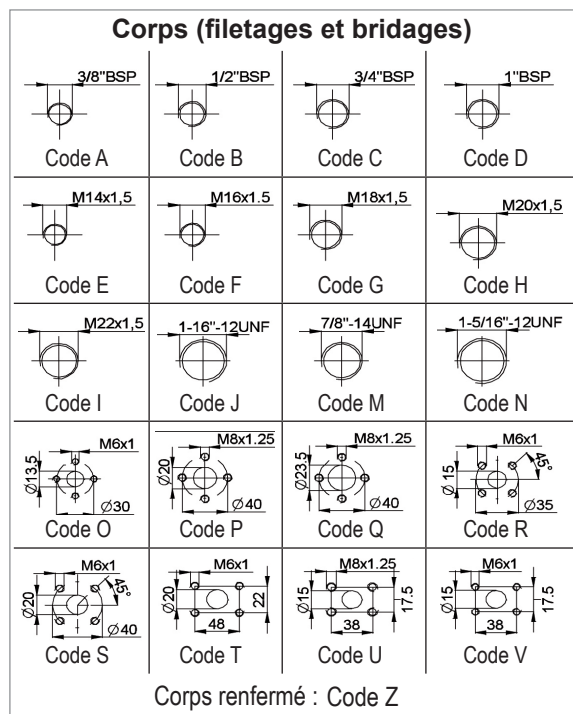 Corps (filetages et bridages)
3/8"BSP
1/2"BSP
3/4"BSP
1"BSP
Code A
Code B
Code C
Code D
M14x1,5
M16x1.5
M18x1,5
M20x1,5
Code E
Code F
Code G
Code H
M22x1,5
1-16"-12UNF
7/8"-14UNF
1-5/16"-12UNF
Code I
Code J
Code M
Code N
M6x1
Ø13.5
Ø30
Code O
M8x1.25
Ø20
Ø40
Code P
M8x1.25
Ø23.5
Ø40
Code Q
M6x1
45°
Ø15
Ø35
Code R
M6x1
45°
Ø20
Ø40
Code S
M6x1
Ø20
22
48
Code T
M8x1.25
Ø15
17.5
38
Code U
M6x1
Ø15
17.5
38
Code V
Corps renfermé : Code Z